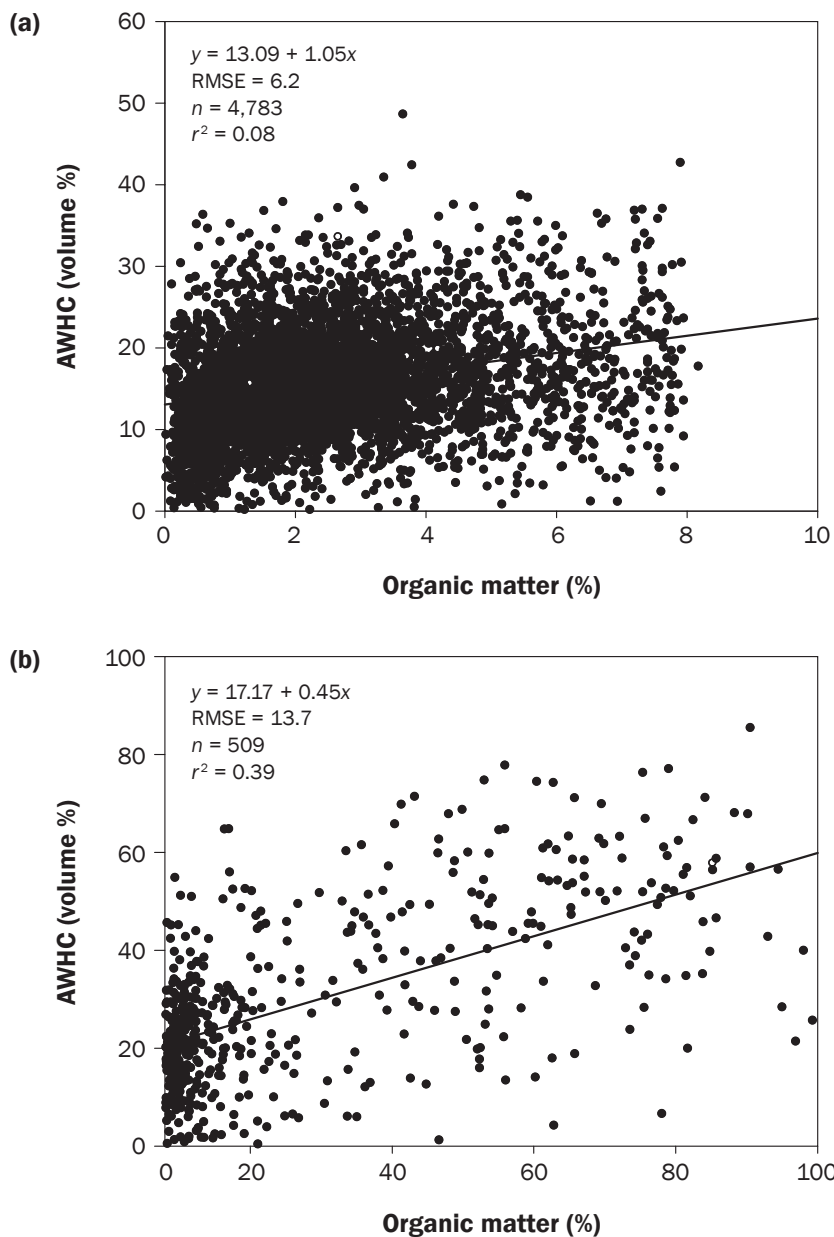 (a)
60
50
40
30
20
10
0
AWHC (volume %)
y = 13.09 + 1.05x
RMSE = 6.2
n = 4,783
r² = 0.08
0 2 4 6 8 10
Organic matter (%)
(b)
100
80
60
40
20
0
AWHC (volume %)
y = 17.17 + 0.45x
RMSE = 13.7
n = 509
r² = 0.39
0 20 40 60 80 100
Organic matter (%)